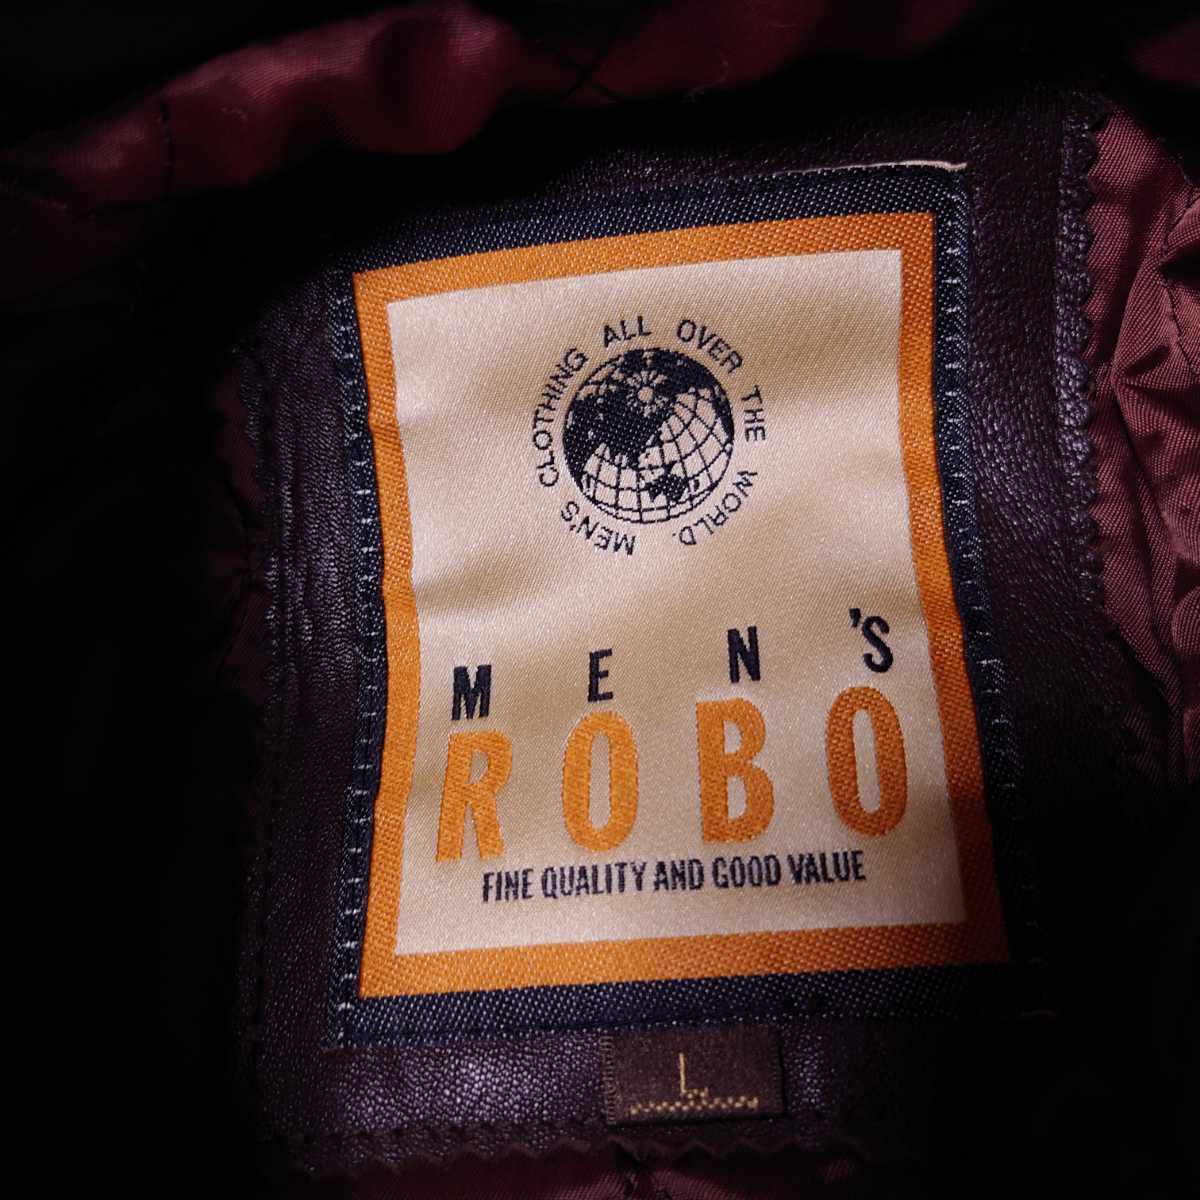 MEN'S CLOTHING ALL OVER THE WORLD.
MEN'S
ROBO
FINE QUALITY AND GOOD VALUE
L